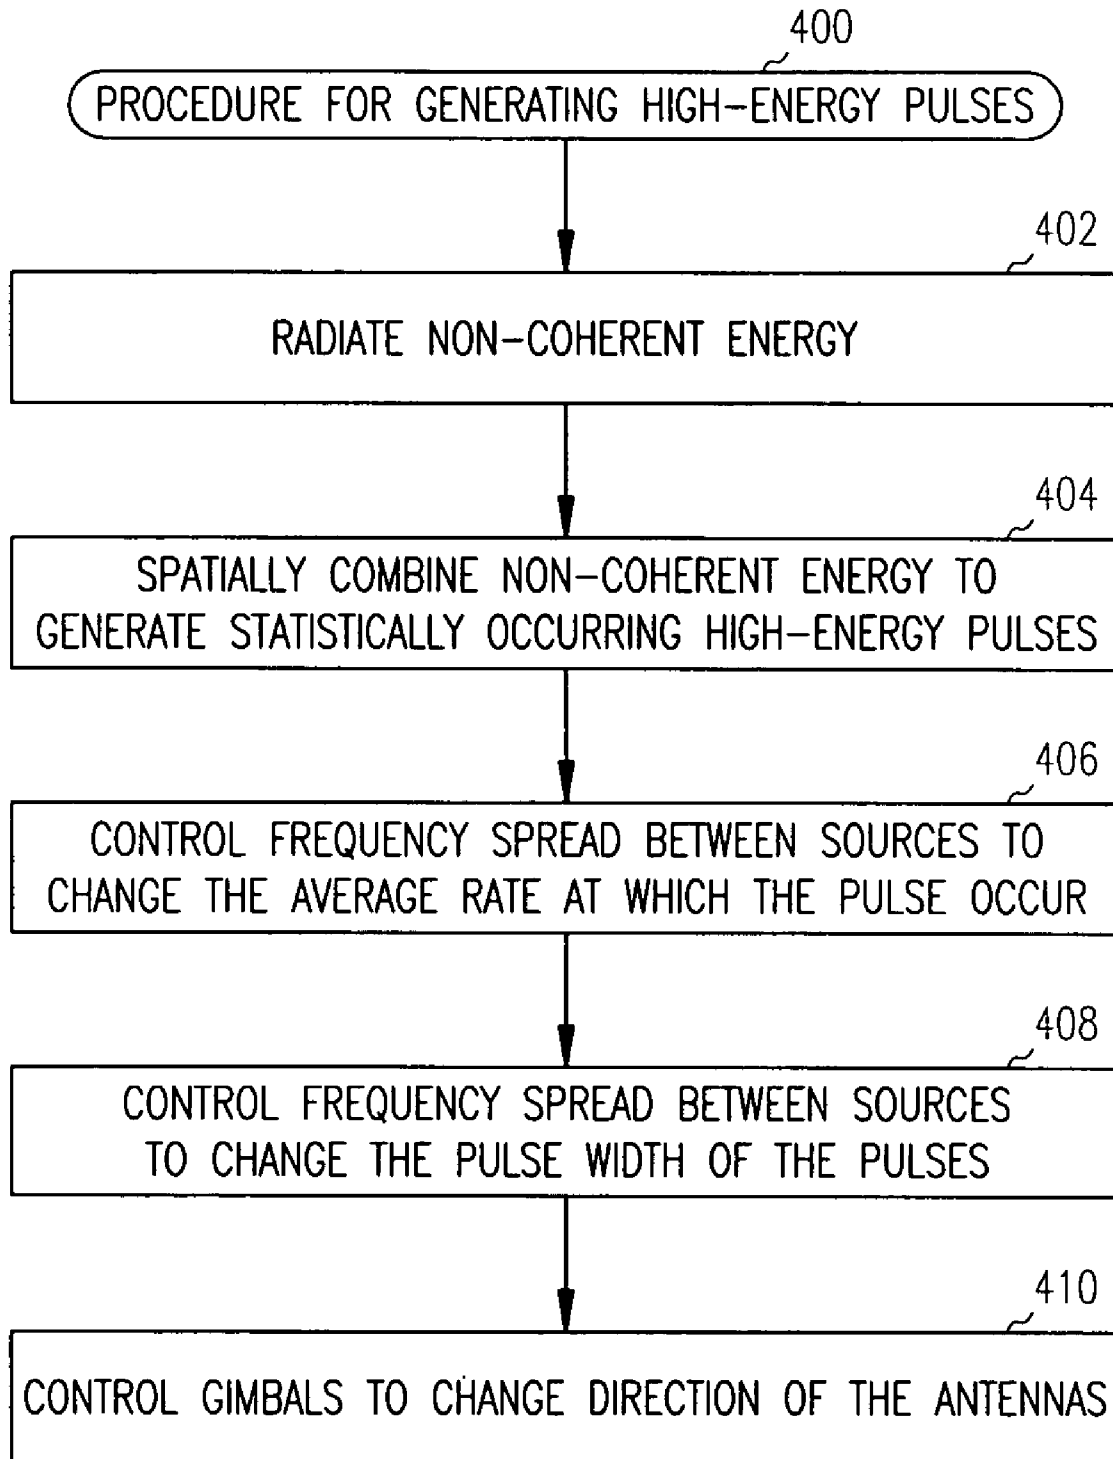 400
PROCEDURE FOR GENERATING HIGH-ENERGY PULSES
402
RADIATE NON-COHERENT ENERGY
404
SPATIALLY COMBINE NON-COHERENT ENERGY TO
GENERATE STATISTICALLY OCCURRING HIGH-ENERGY PULSES
406
CONTROL FREQUENCY SPREAD BETWEEN SOURCES TO
CHANGE THE AVERAGE RATE AT WHICH THE PULSE OCCUR
408
CONTROL FREQUENCY SPREAD BETWEEN SOURCES
TO CHANGE THE PULSE WIDTH OF THE PULSES
410
CONTROL GIMBALS TO CHANGE DIRECTION OF THE ANTENNAS